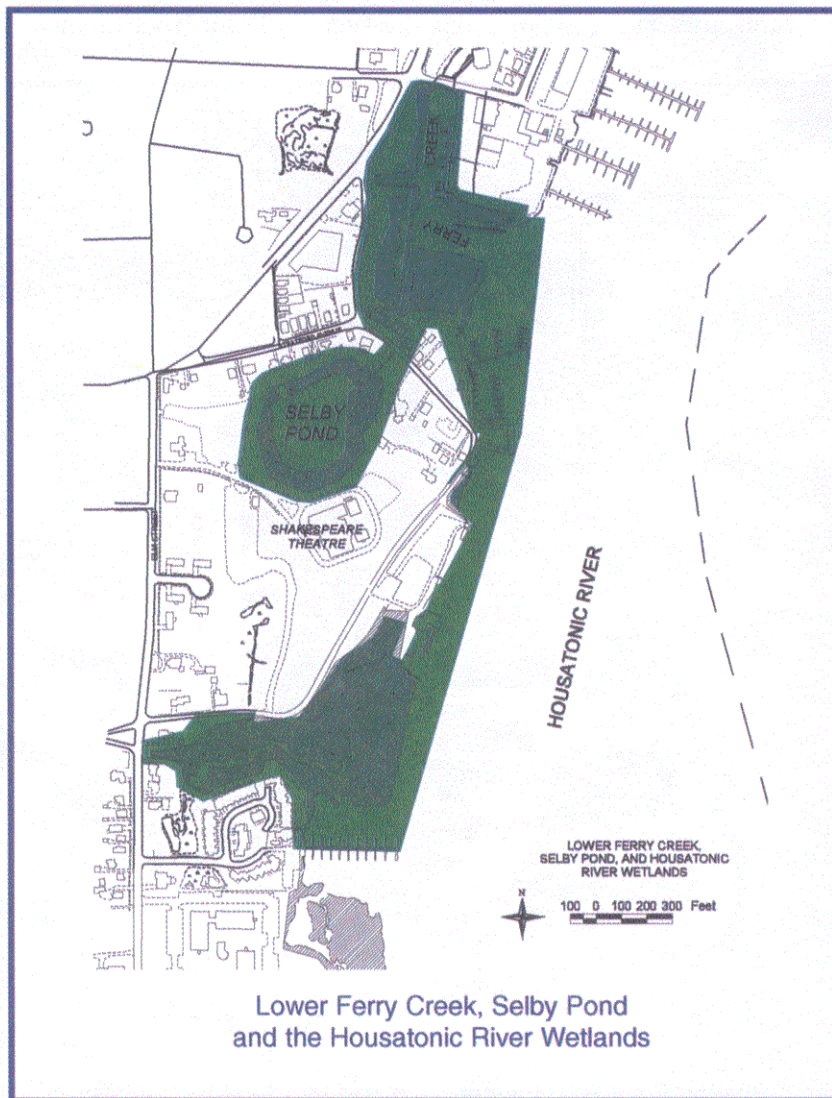 CREEK
FERRY
SELBY
POND
SHAKESPEARE
THEATRE
HOUSATONIC RIVER
LOWER FERRY CREEK,
SELBY POND, AND HOUSATONIC
RIVER WETLANDS
N
100 0 100 200 300 Feet
Lower Ferry Creek, Selby Pond
and the Housatonic River Wetlands